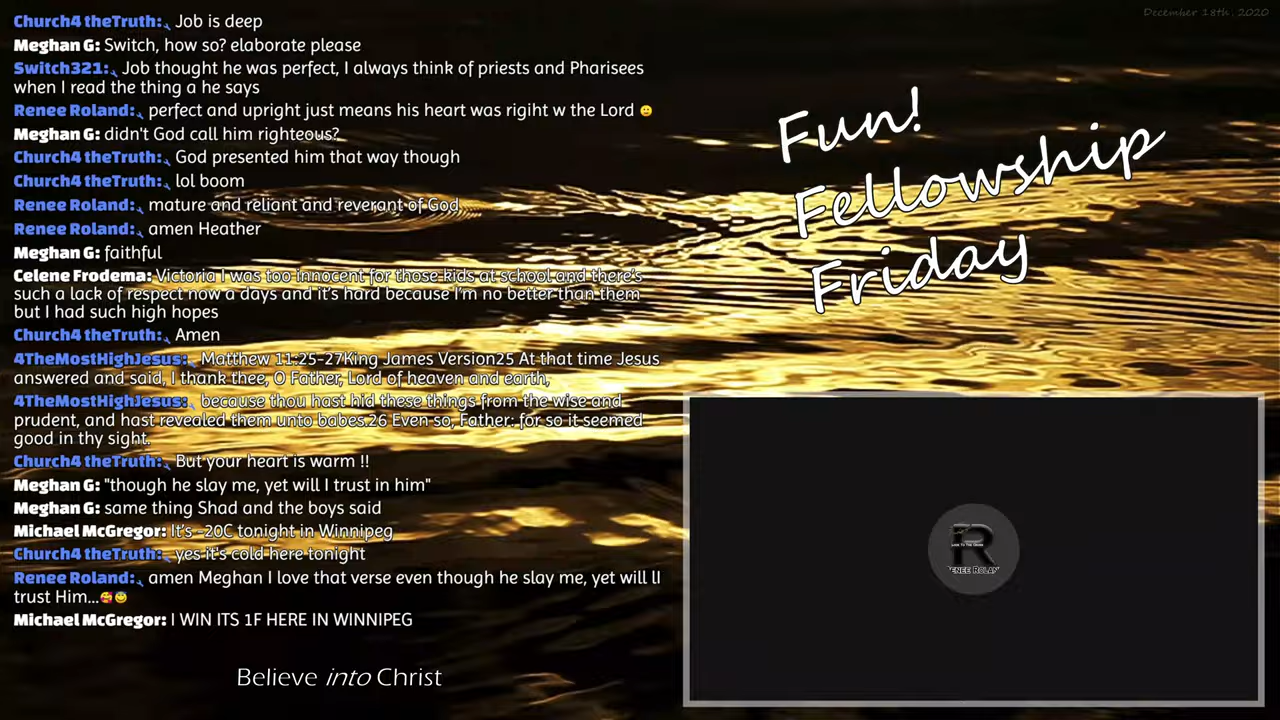 December 18th, 2020
Church4 theTruth: Job is deep
Meghan G: Switch, how so? elaborate please
Switch321: Job thought he was perfect, I always think of priests and Pharisees
when I read the thing a he says
Renee Roland: perfect and upright just means his heart was rigiht w the Lord 🙂
Meghan G: didn't God call him righteous?
Church4 theTruth: God presented him that way though
Church4 theTruth: lol boom
Renee Roland: mature and reliant and reverant of God
Renee Roland: amen Heather
Meghan G: faithful
Celene Frodema: Victoria I was too innocent for those kids at school and there's
such a lack of respect now a days and it's hard because I'm no better than them
but I had such high hopes
Church4 theTruth: Amen
4TheMostHighJesus: Matthew 11:25-27King James Version25 At that time Jesus
answered and said, I thank thee, O Father, Lord of heaven and earth,
4TheMostHighJesus: because thou hast hid these things from the wise and
prudent, and hast revealed them unto babes.26 Even so, Father: for so it seemed
good in thy sight.
Church4 theTruth: But your heart is warm !!
Meghan G: "though he slay me, yet will I trust in him"
Meghan G: same thing Shad and the boys said
Michael McGregor: It's -20C tonight in Winnipeg
Church4 theTruth: yes it's cold here tonight
Renee Roland: amen Meghan I love that verse even though he slay me, yet will lI
trust Him...🥰😇
Michael McGregor: I WIN ITS 1F HERE IN WINNIPEG
Believe into Christ
Fun!
Fellowship
Friday
R
ENEE ROLAN